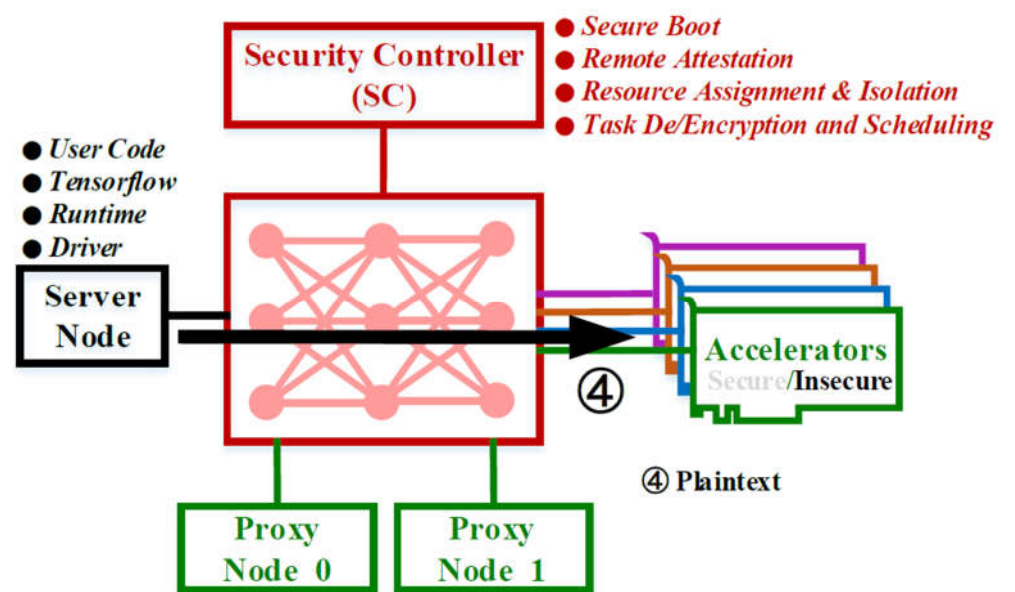 Security Controller
(SC)
● Secure Boot
● Remote Attestation
● Resource Assignment & Isolation
● Task De/Encryption and Scheduling
● User Code
● Tensorflow
● Runtime
● Driver
Server
Node
Accelerators
Secure/Insecure
④
④ Plaintext
Proxy
Node 0
Proxy
Node 1